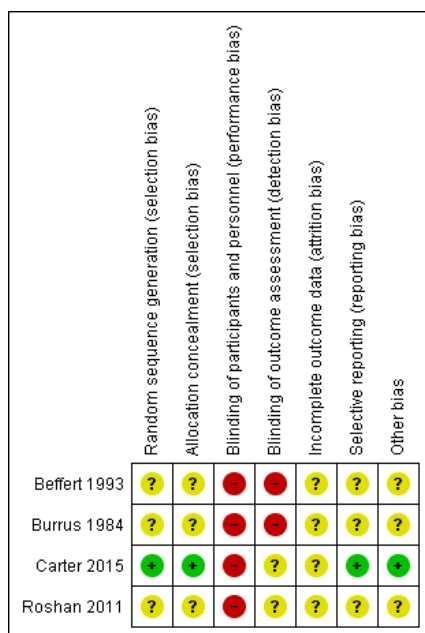 Random sequence generation (selection bias)
Allocation concealment (selection bias)
Blinding of participants and personnel (performance bias)
Blinding of outcome assessment (detection bias)
Incomplete outcome data (attrition bias)
Selective reporting (reporting bias)
Other bias
Beffert 1993 ? ? - - ? ? ?
Burrus 1984 ? ? - - ? ? ?
Carter 2015 + + - ? ? + +
Roshan 2011 ? ? - ? ? ? ?